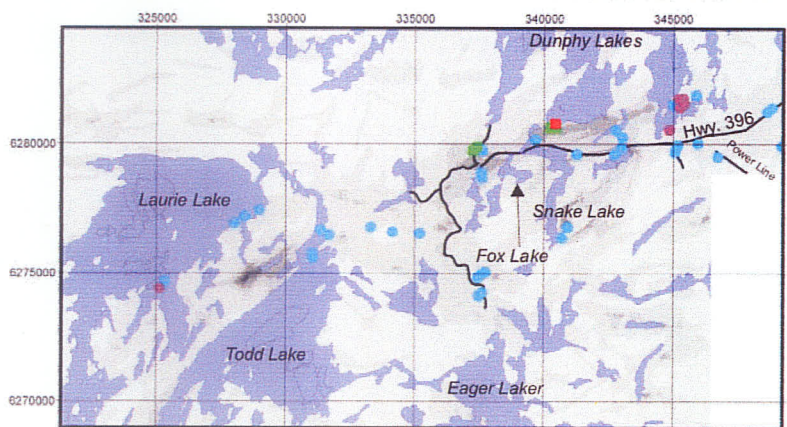 325000 330000 335000 340000 345000
Dunphy Lakes
6280000
Hwy. 396
Power Line
Laurie Lake
Snake Lake
Fox Lake
6275000
Todd Lake
Eager Laker
6270000